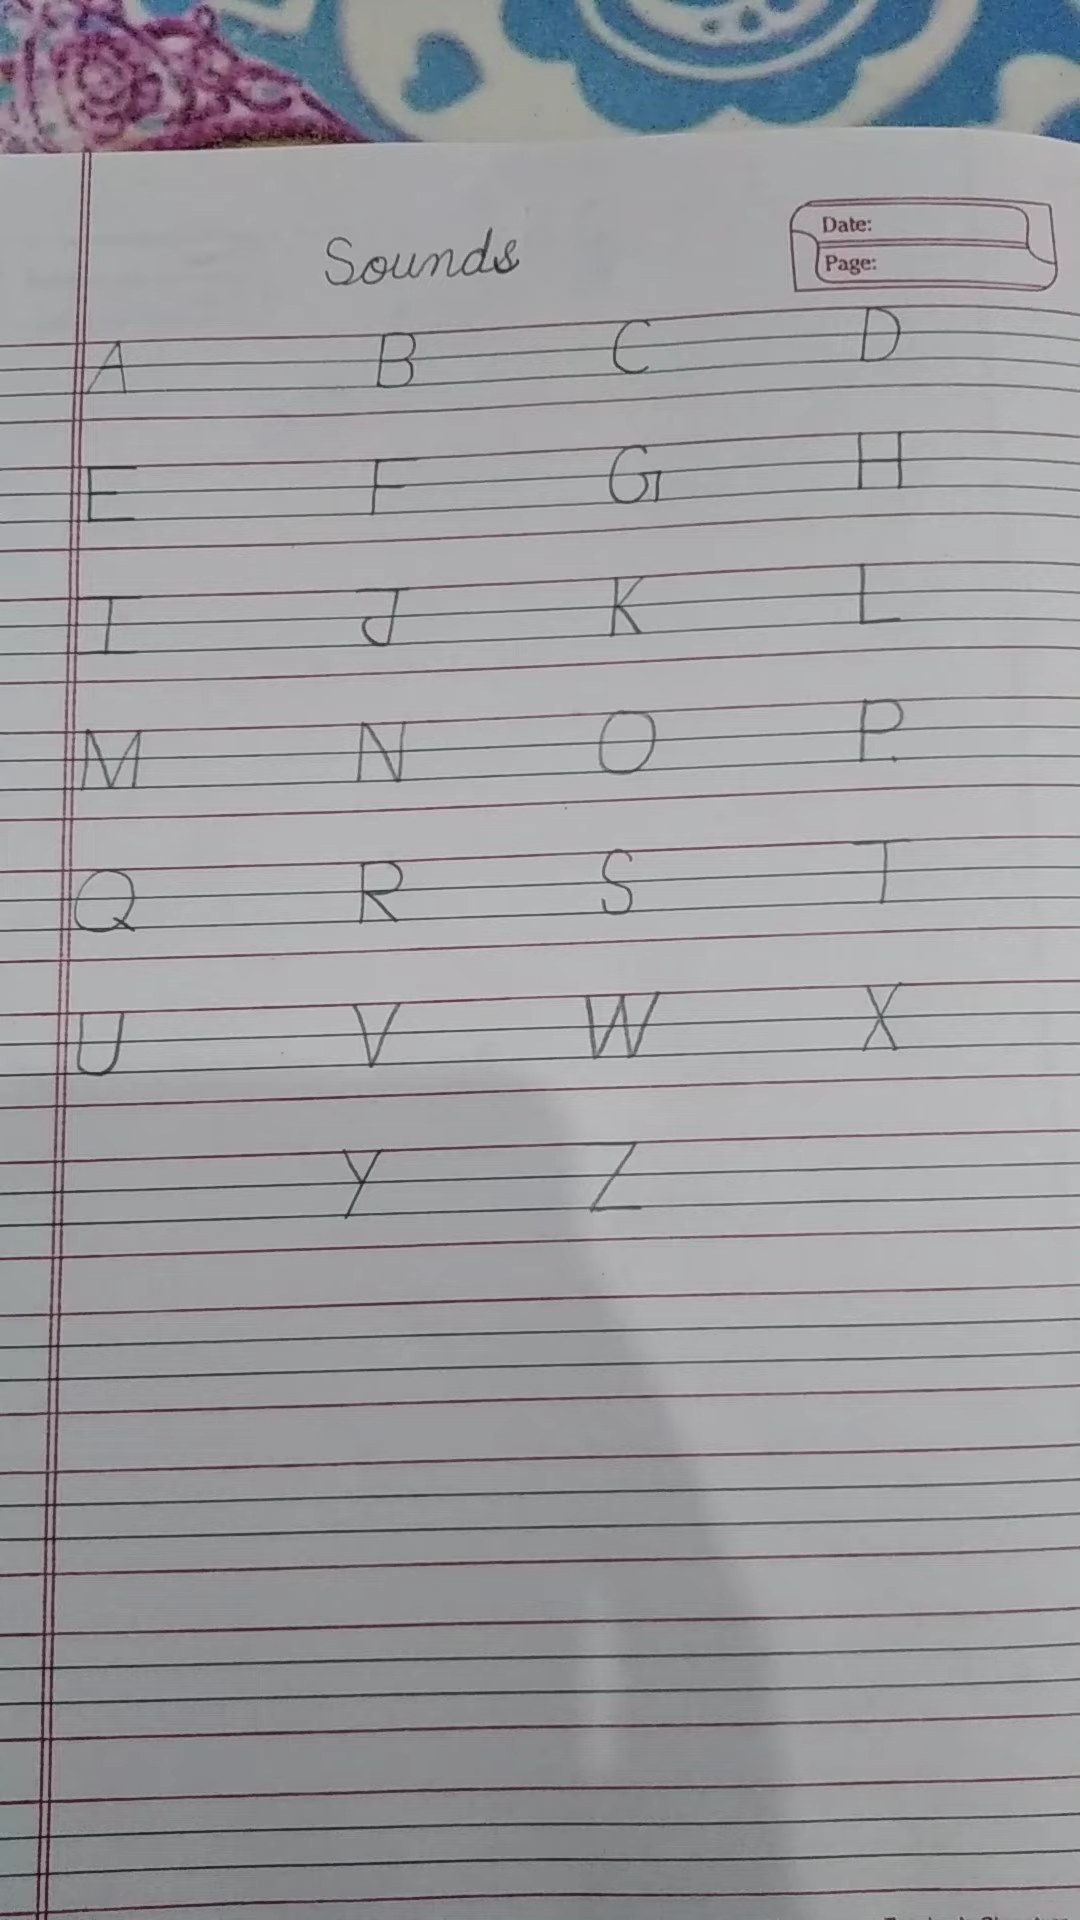 Sounds
Date:
Page:
A B C D
E F G H
I J K L
M N O P.
Q R S T
U V W X
Y Z